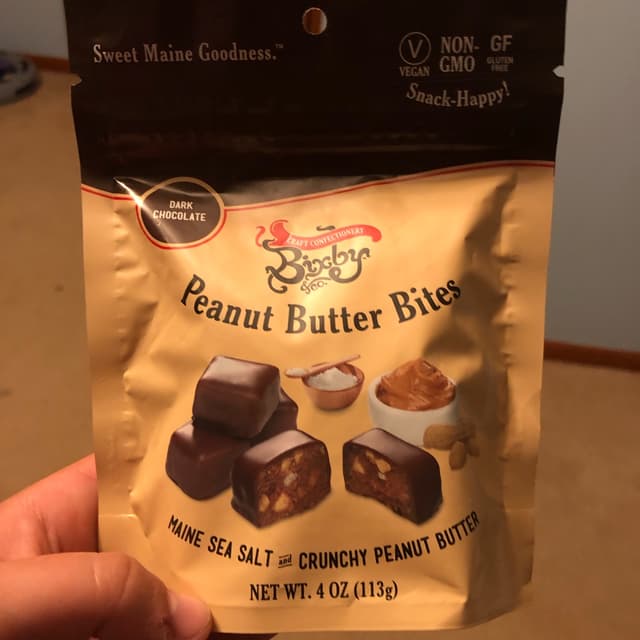 Sweet Maine Goodness.™
V
VEGAN
NON-
GMO
GF
GLUTEN
FREE
Snack-Happy!
DARK
CHOCOLATE
CRAFT CONFECTIONERY
Bixby
& CO.
Peanut Butter Bites
MAINE SEA SALT and CRUNCHY PEANUT BUTTER
NET WT. 4 OZ (113g)